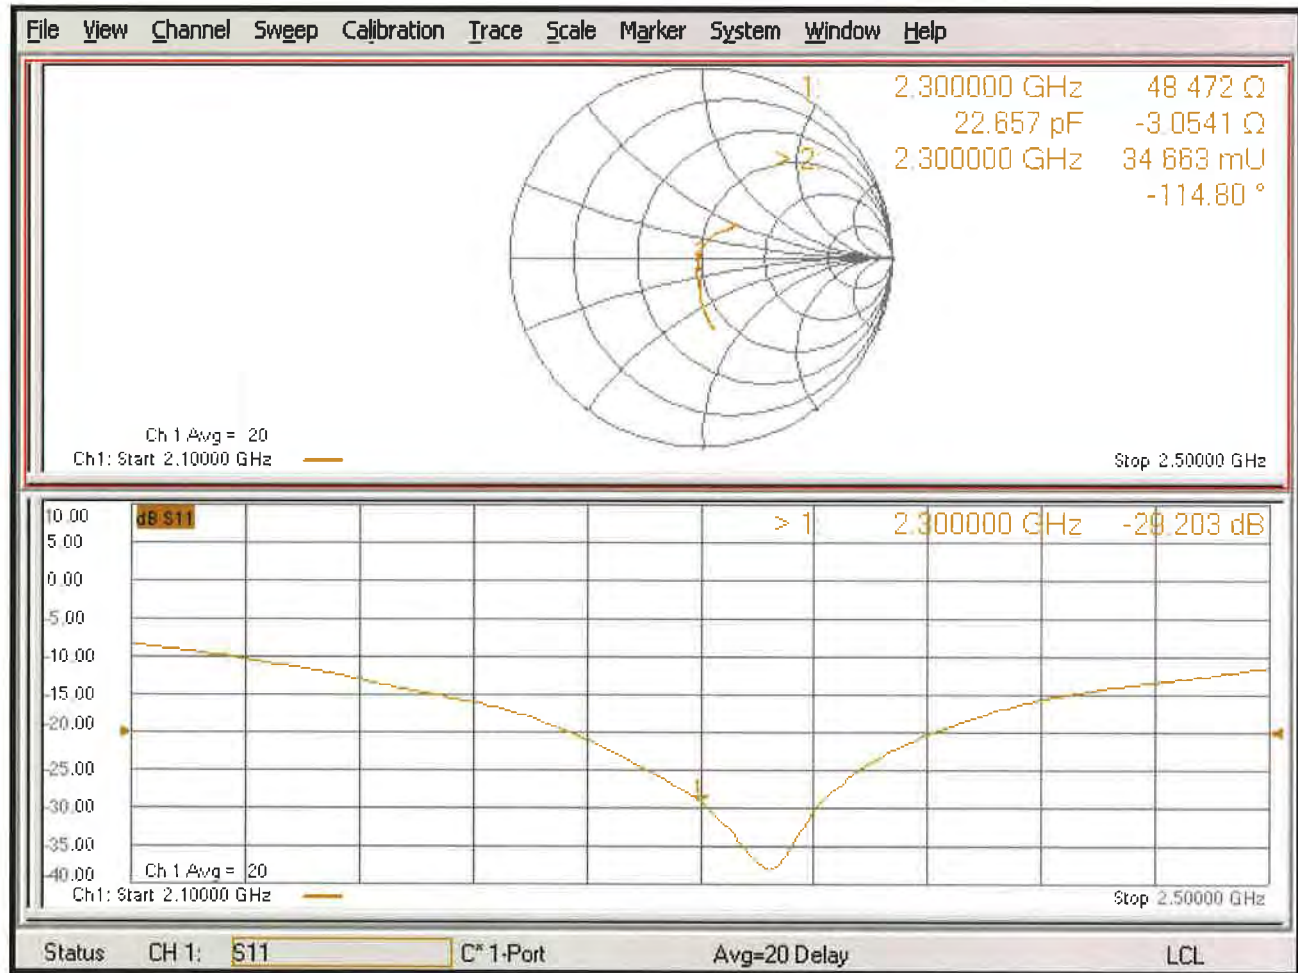 File View Channel Sweep Calibration Trace Scale Marker System Window Help
1: 2.300000 GHz 48.472 Ω
22.657 pF -3.0541 Ω
> 2: 2.300000 GHz 34.663 mU
-114.80 °
Ch 1 Avg = 20
Ch1: Start 2.10000 GHz
Stop 2.50000 GHz
10.00 dB S11 > 1: 2.300000 GHz -29.203 dB
5.00
0.00
-5.00
-10.00
-15.00
-20.00
-25.00
-30.00
-35.00
-40.00
1
Ch 1 Avg = 20
Ch1: Start 2.10000 GHz
Stop 2.50000 GHz
Status CH 1: S11 C* 1-Port Avg=20 Delay LCL